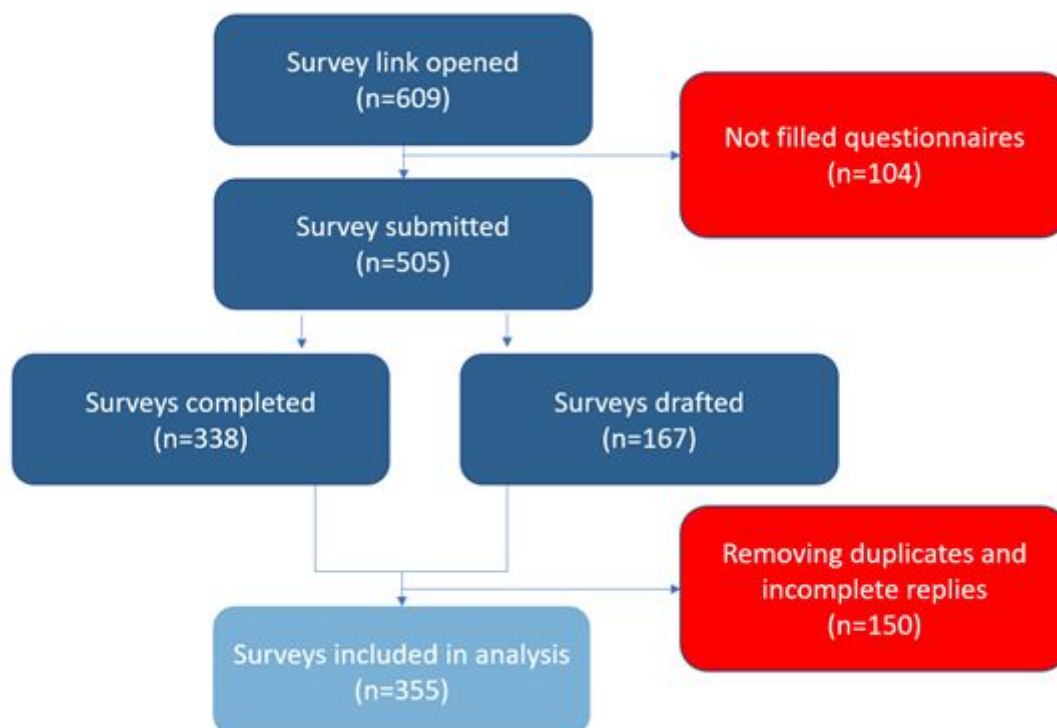 Survey link opened
(n=609)
Not filled questionnaires
(n=104)
Survey submitted
(n=505)
Surveys completed
(n=338)
Surveys drafted
(n=167)
Removing duplicates and
incomplete replies
(n=150)
Surveys included in analysis
(n=355)